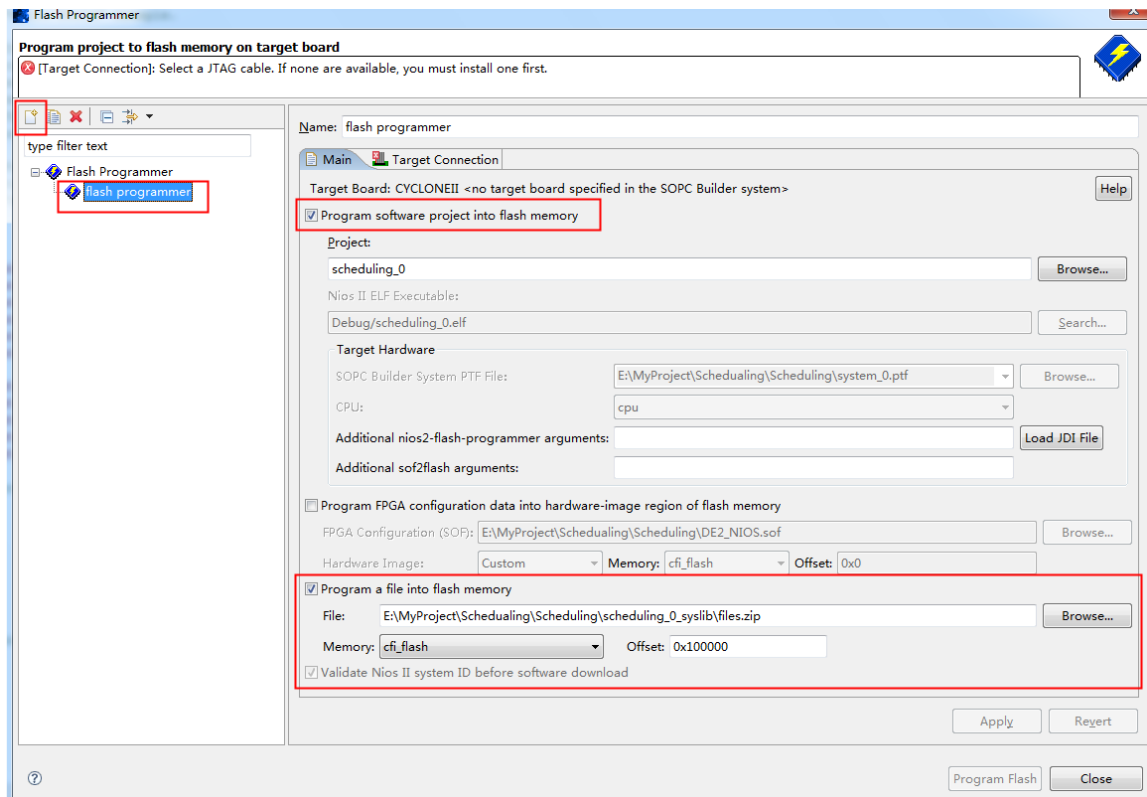 Flash Programmer
Program project to flash memory on target board
[Target Connection]: Select a JTAG cable. If none are available, you must install one first.
type filter text
Flash Programmer
flash programmer
Name: flash programmer
Main Target Connection
Target Board: CYCLONEII <no target board specified in the SOPC Builder system> Help
Program software project into flash memory
Project:
scheduling_0 Browse...
Nios II ELF Executable:
Debug/scheduling_0.elf Search...
Target Hardware
SOPC Builder System PTF File: E:\MyProject\Schedualing\Scheduling\system_0.ptf Browse...
CPU: cpu
Additional nios2-flash-programmer arguments: Load JDI File
Additional sof2flash arguments:
Program FPGA configuration data into hardware-image region of flash memory
FPGA Configuration (SOF): E:\MyProject\Schedualing\Scheduling\DE2_NIOS.sof Browse...
Hardware Image: Custom Memory: cfi_flash Offset: 0x0
Program a file into flash memory
File: E:\MyProject\Schedualing\Scheduling\scheduling_0_syslib\files.zip Browse...
Memory: cfi_flash Offset: 0x100000
Validate Nios II system ID before software download
Apply Revert
Program Flash Close